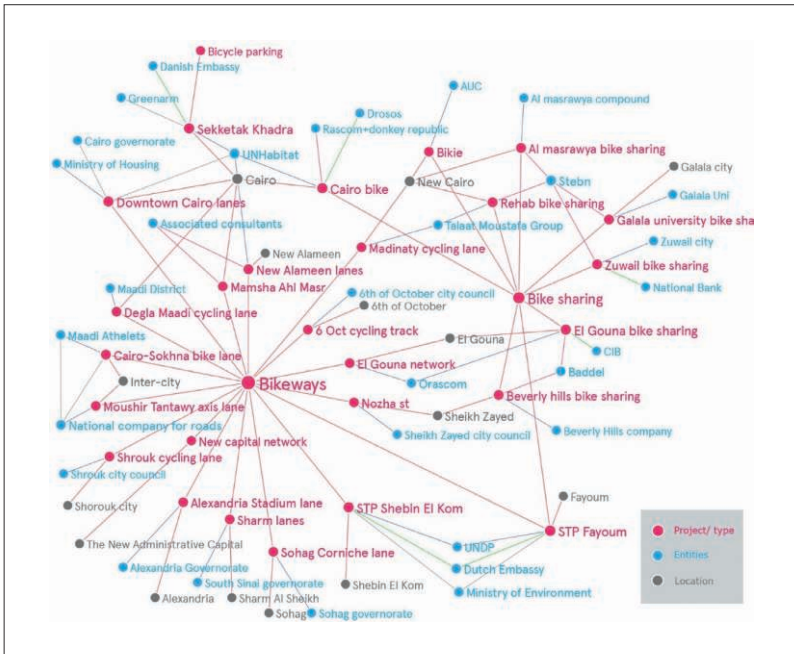 Bicycle parking
Danish Embassy
AUC
Greenarm
Al masrawya compound
Drosos
Sekketak Khadra
Rascom+donkey republic
Cairo governorate
Bikie
Al masrawya bike sharing
UNHabitat
Ministry of Housing
Galala city
Cairo
New Cairo
Stebn
Cairo bike
Galala Uni
Downtown Cairo lanes
Rehab bike sharing
Galala university bike sha
Associated consultants
Talaat Moustafa Group
Zuwail city
Madinaty cycling lane
New Alameen
Zuwail bike sharing
New Alameen lanes
Maadi District
Mamsha Ahl Masr
National Bank
6th of October city council
Bike sharing
6th of October
Degla Maadi cycling lane
6 Oct cycling track
El Gouna bike sharing
Maadi Athelets
El Gouna
Cairo-Sokhna bike lane
CIB
El Gouna network
Baddel
Inter-city
Bikeways
Orascom
Beverly hills bike sharing
Moushir Tantawy axis lane
Nozha st
Sheikh Zayed
National company for roads
Beverly Hills company
Sheikh Zayed city council
New capital network
Shrouk cycling lane
Shrouk city council
Fayoum
Shorouk city
Alexandria Stadium lane
STP Shebin El Kom
Sharm lanes
STP Fayoum
Project/ type
The New Administrative Capital
UNDP
Sohag Corniche lane
Entities
Alexandria Governorate
Dutch Embassy
South Sinai governorate
Shebin El Kom
Location
Ministry of Environment
Alexandria
Sharm Al Sheikh
Sohag
Sohag governorate